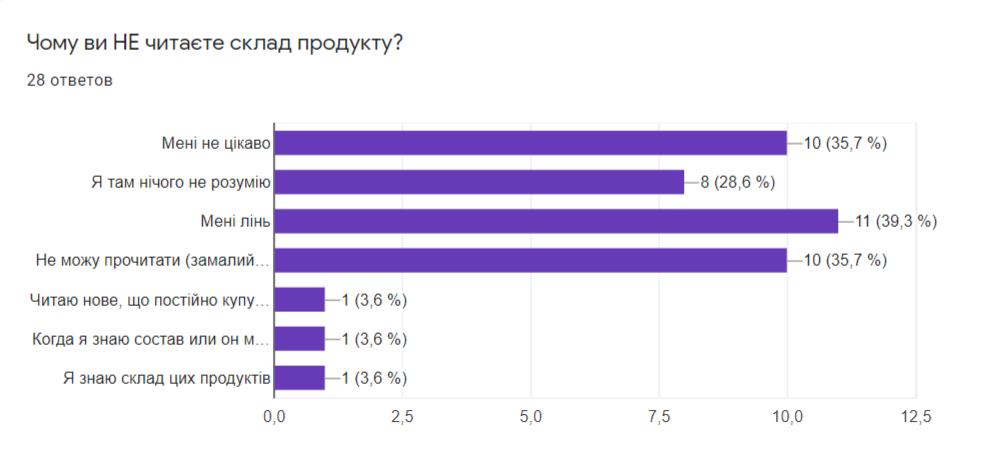 Чому ви НЕ читаєте склад продукту?
28 ответов
Мені не цікаво 10 (35,7 %)
Я там нічого не розумію 8 (28,6 %)
Мені лінь 11 (39,3 %)
Не можу прочитати (замалий… 10 (35,7 %)
Читаю нове, що постійно купу… 1 (3,6 %)
Когда я знаю состав или он м… 1 (3,6 %)
Я знаю склад цих продуктів 1 (3,6 %)
0,0 2,5 5,0 7,5 10,0 12,5